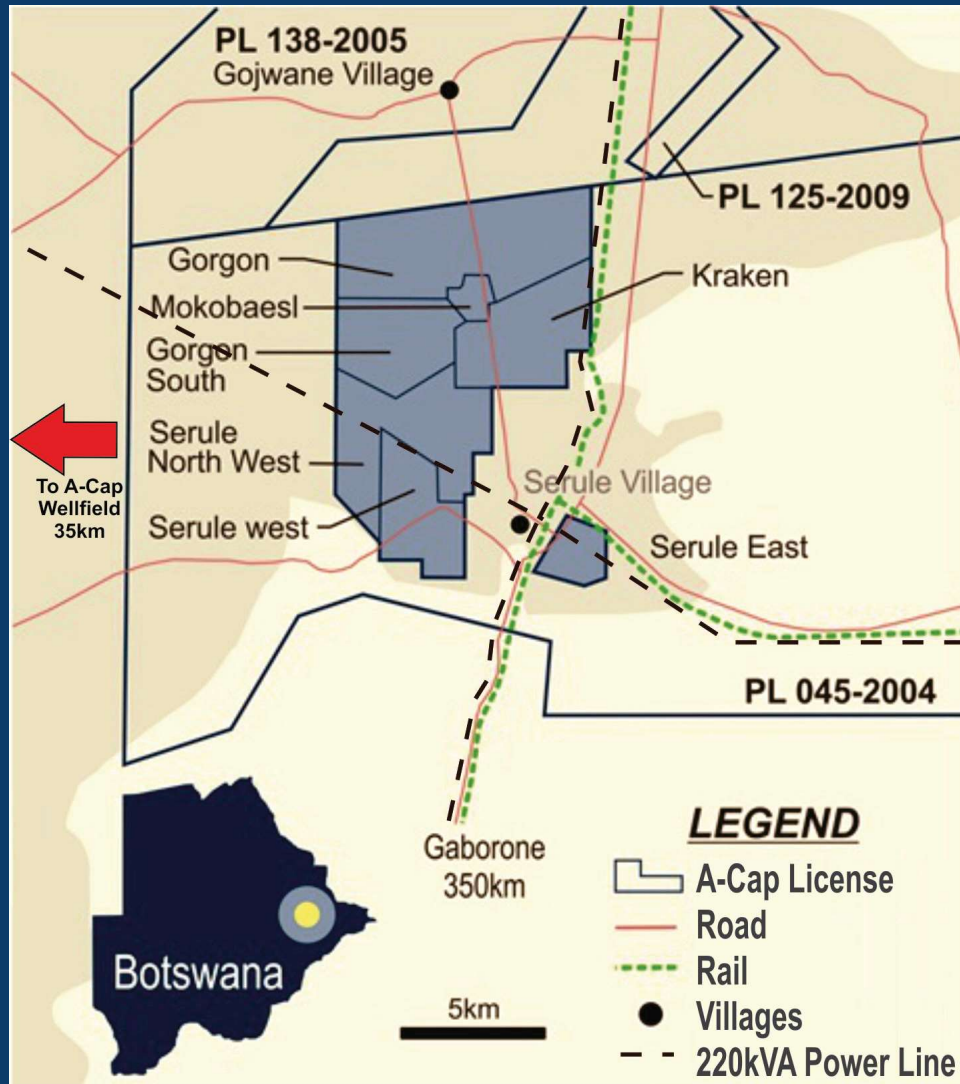 PL 138-2005
Gojwane Village
PL 125-2009
Gorgon
Kraken
Mokobaesl
Gorgon
South
Serule
North West
To A-Cap
Wellfield
35km
Serule Village
Serule west
Serule East
PL 045-2004
Gaborone
350km
Botswana
5km
LEGEND
A-Cap License
Road
Rail
Villages
220kVA Power Line